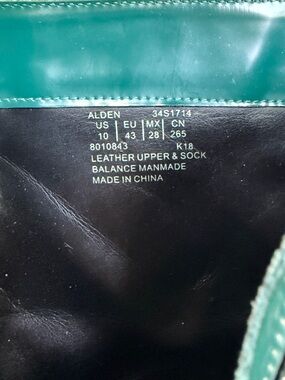 ALDEN 34S1714
US EU MX CN
10 43 28 265
8010843 K18
LEATHER UPPER & SOCK
BALANCE MANMADE
MADE IN CHINA